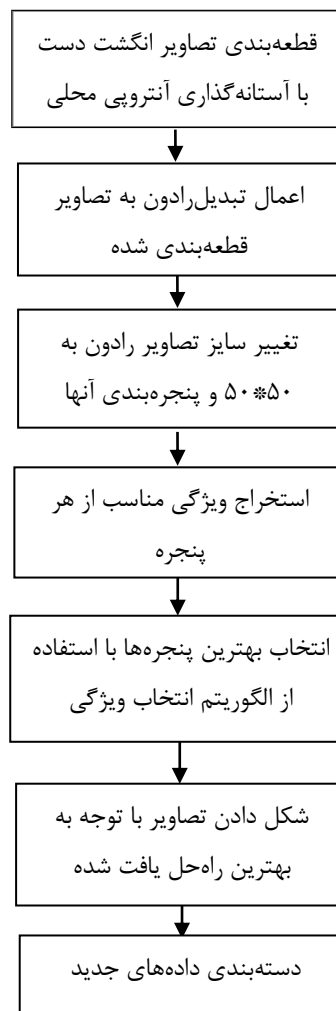 قطعه‌بندی تصاویر انگشت دست
با آستانه‌گذاری آنتروپی محلی
اعمال تبدیل‌رادون به تصاویر
قطعه‌بندی شده
تغییر سایز تصاویر رادون به
۵۰*۵۰ و پنجره‌بندی آنها
استخراج ویژگی مناسب از هر
پنجره
انتخاب بهترین پنجره‌ها با استفاده
از الگوریتم انتخاب ویژگی
شکل دادن تصاویر با توجه به
بهترین راه‌حل یافت شده
دسته‌بندی داده‌های جدید